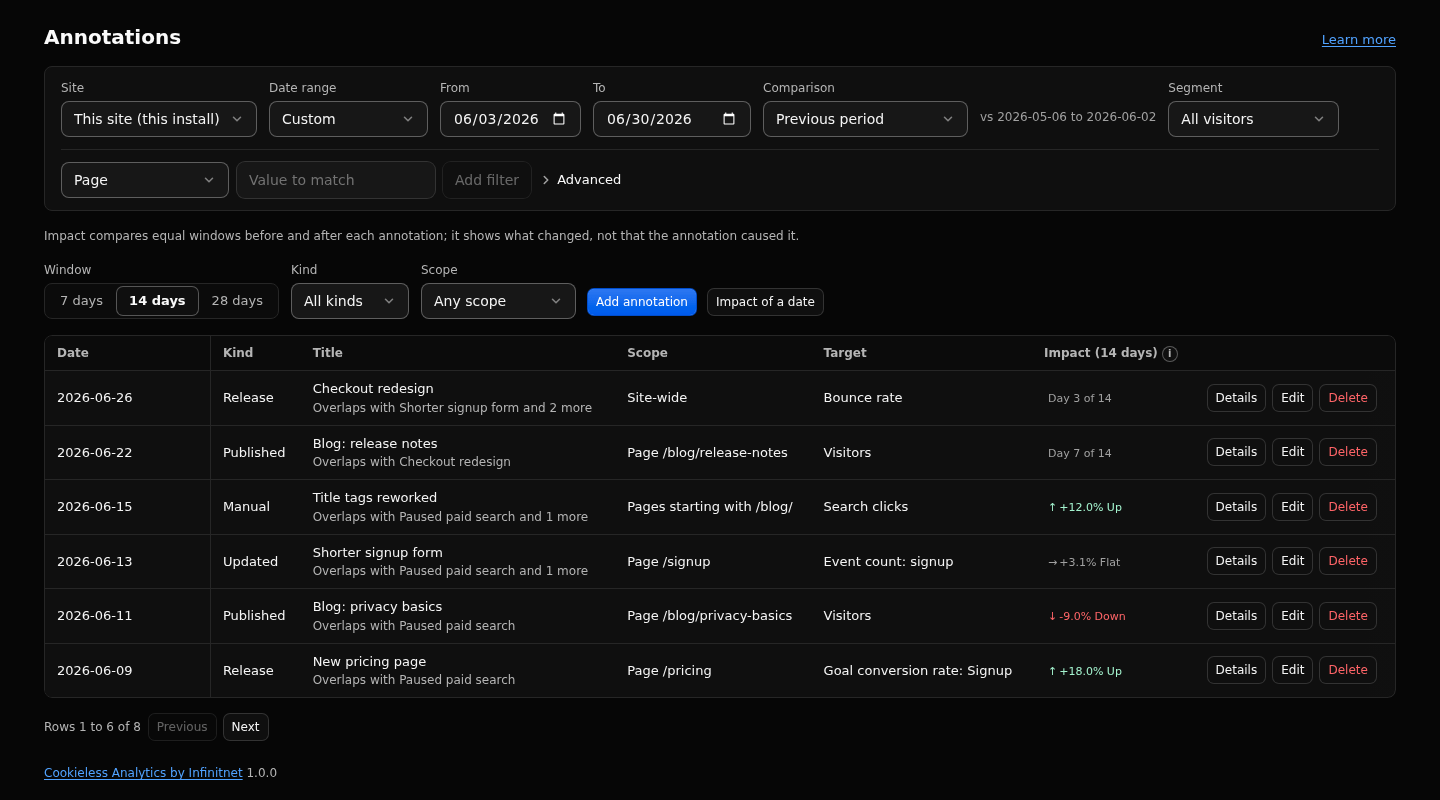 Annotations
Learn more
Site
Date range
From
To
Comparison
Segment
This site (this install)
Custom
06/03/2026
06/30/2026
Previous period
vs 2026-05-06 to 2026-06-02
All visitors
Page
Value to match
Add filter
Advanced
Impact compares equal windows before and after each annotation; it shows what changed, not that the annotation caused it.
Window
Kind
Scope
7 days
14 days
28 days
All kinds
Any scope
Add annotation
Impact of a date
Date Kind Title Scope Target Impact (14 days) i
2026-06-26 Release Checkout redesign Site-wide Bounce rate Day 3 of 14 Details Edit Delete
Overlaps with Shorter signup form and 2 more
2026-06-22 Published Blog: release notes Page /blog/release-notes Visitors Day 7 of 14 Details Edit Delete
Overlaps with Checkout redesign
2026-06-15 Manual Title tags reworked Pages starting with /blog/ Search clicks ↑ +12.0% Up Details Edit Delete
Overlaps with Paused paid search and 1 more
2026-06-13 Updated Shorter signup form Page /signup Event count: signup → +3.1% Flat Details Edit Delete
Overlaps with Paused paid search and 1 more
2026-06-11 Published Blog: privacy basics Page /blog/privacy-basics Visitors ↓ -9.0% Down Details Edit Delete
Overlaps with Paused paid search
2026-06-09 Release New pricing page Page /pricing Goal conversion rate: Signup ↑ +18.0% Up Details Edit Delete
Overlaps with Paused paid search
Rows 1 to 6 of 8 Previous Next
Cookieless Analytics by Infinitnet 1.0.0